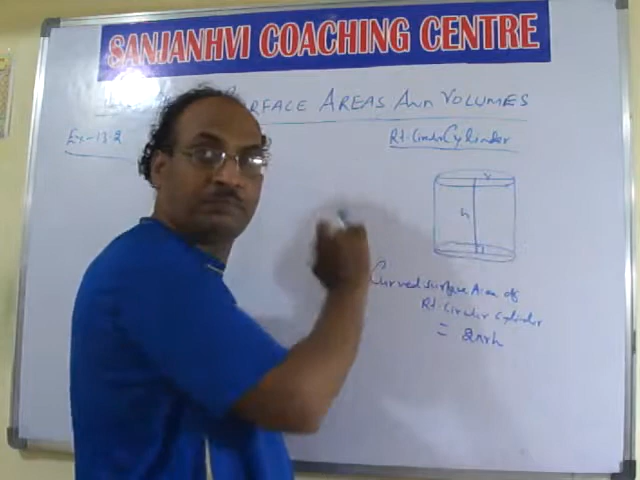 SANJANHVI COACHING CENTRE
SURFACE AREAS AND VOLUMES
Ex-13.2
Rt. Circular Cylinder
r
h
Curved surface Area of
Rt. Circular Cylinder
= 2πrh